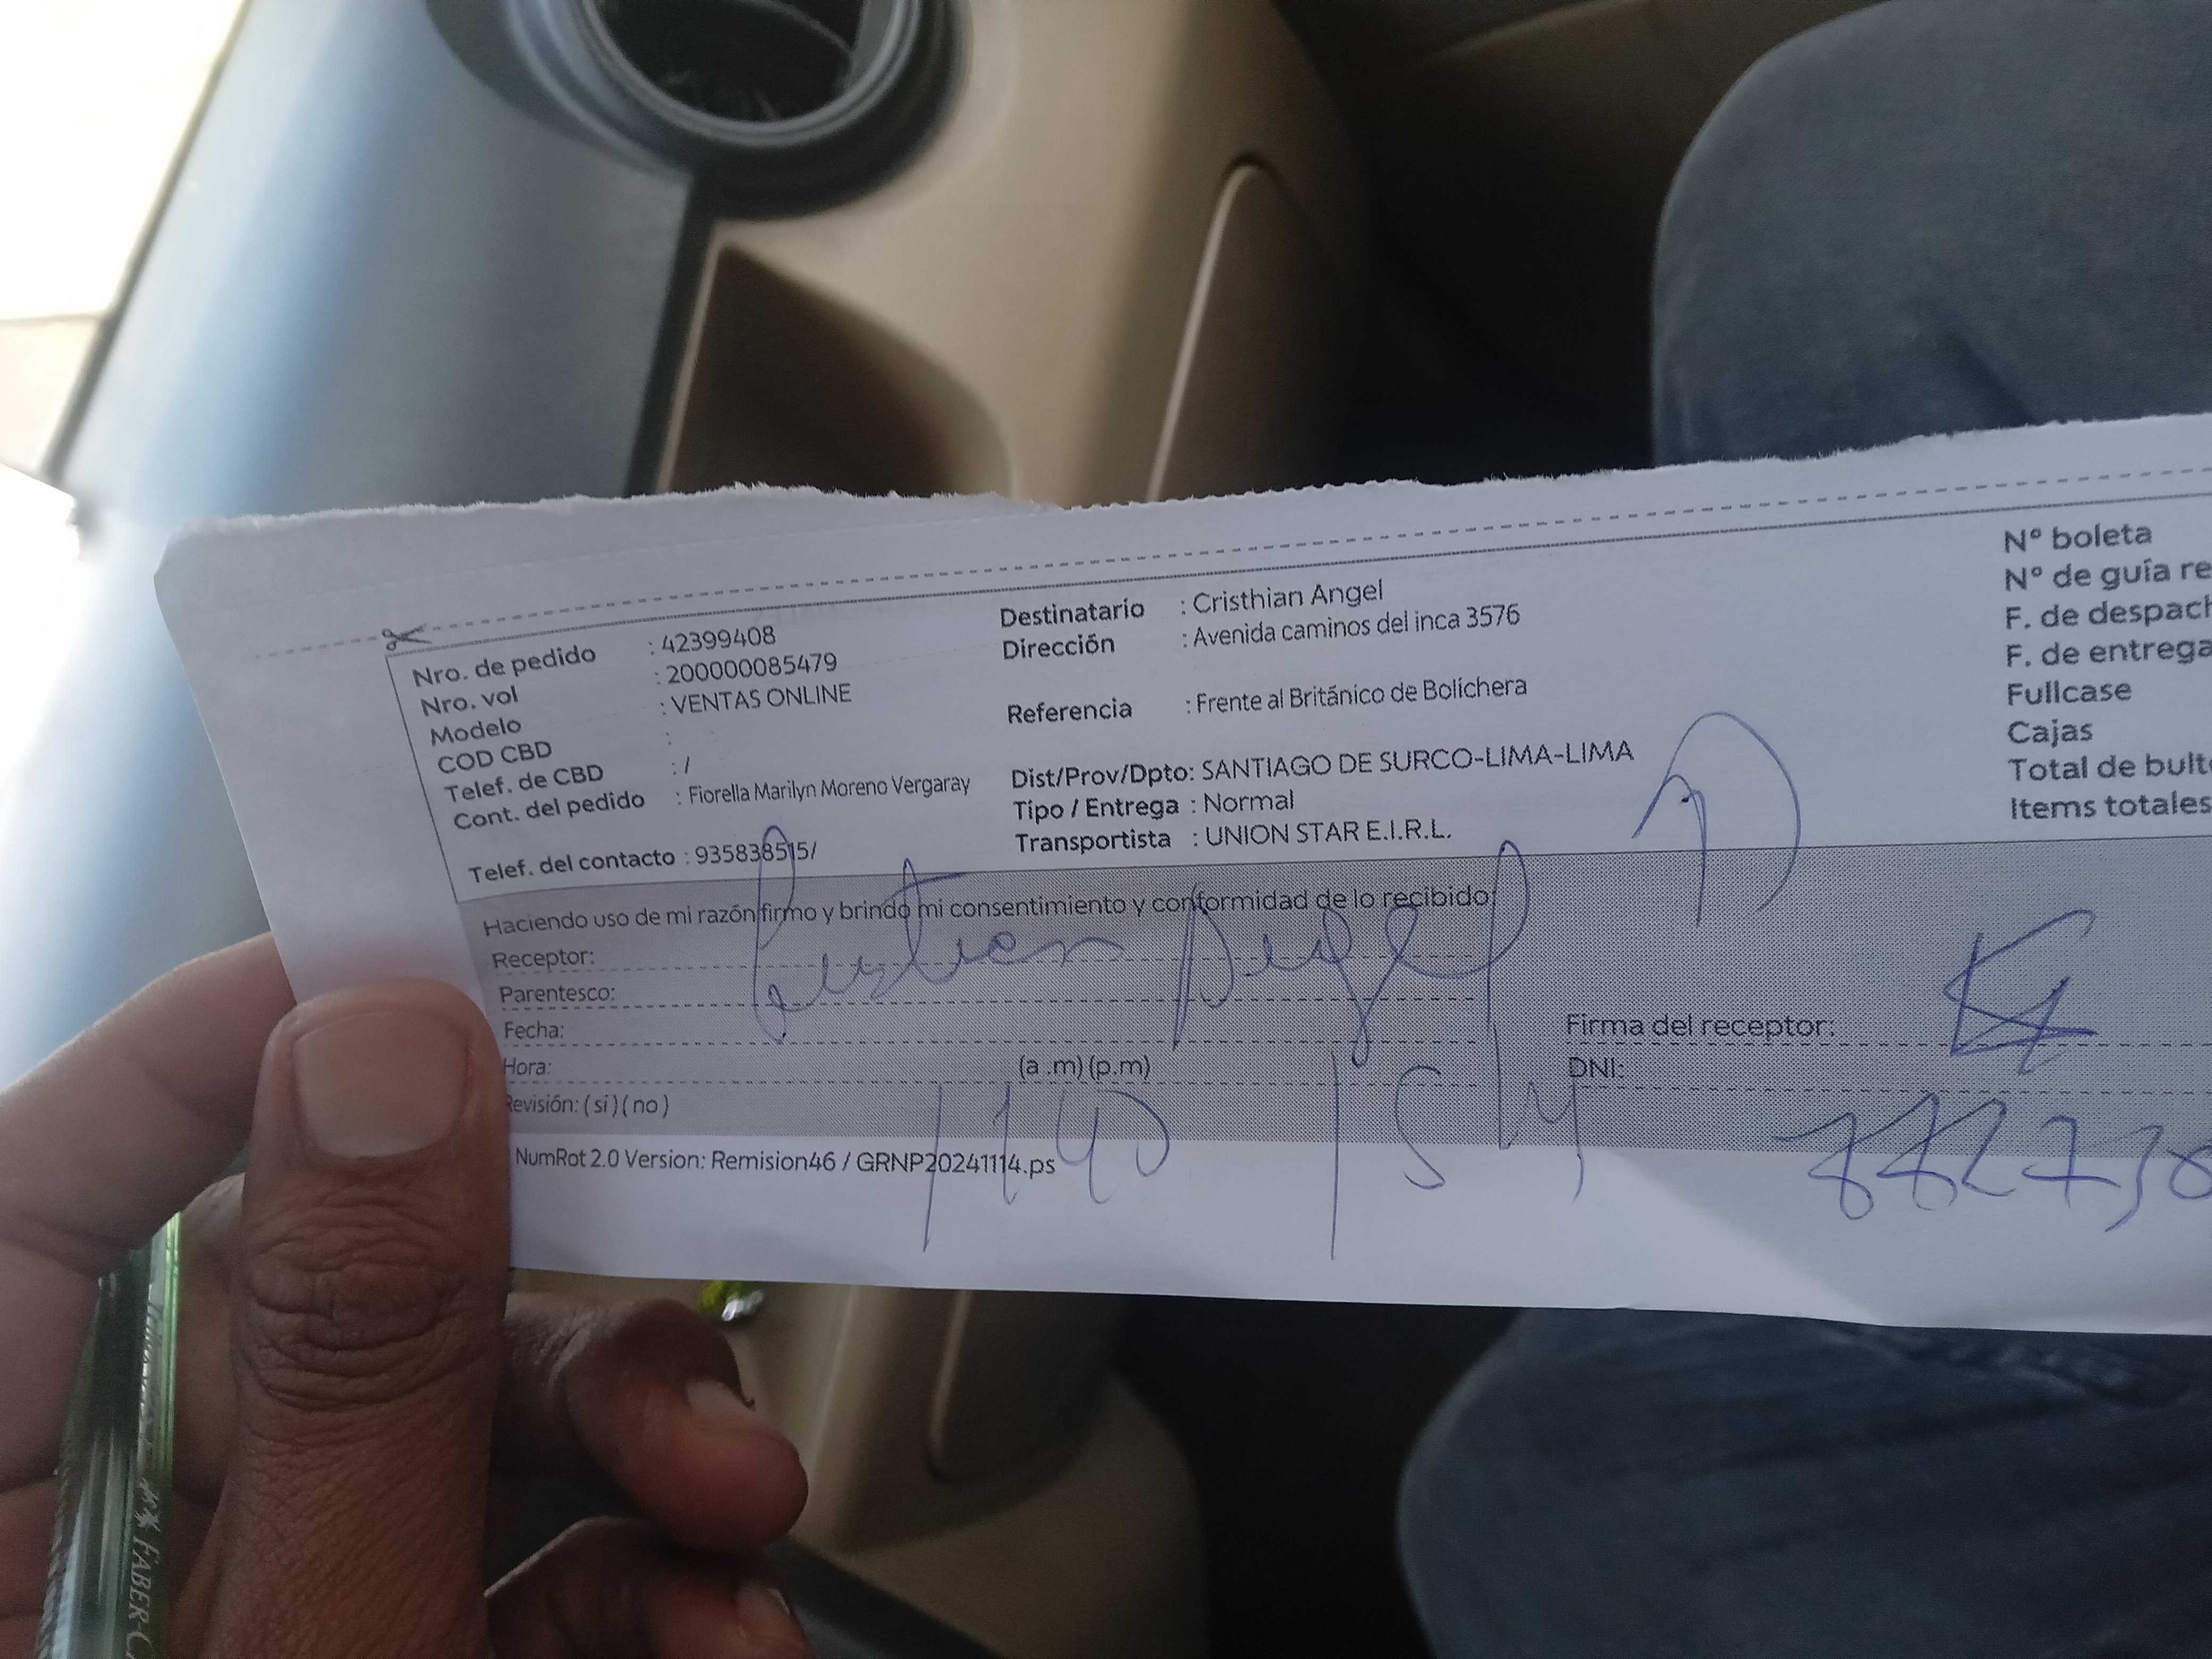 Nro. de pedido : 42399408
Nro. vol : 200000085479
Modelo : VENTAS ONLINE
COD CBD :
Telef. de CBD : /
Cont. del pedido : Fiorella Marilyn Moreno Vergaray
Telef. del contacto : 935838515/
Destinatario : Cristhian Angel
Dirección : Avenida caminos del inca 3576
Referencia : Frente al Británico de Bolichera
Dist/Prov/Dpto: SANTIAGO DE SURCO-LIMA-LIMA
Tipo / Entrega : Normal
Transportista : UNION STAR E.I.R.L.
N° boleta
N° de guía re
F. de despach
F. de entrega
Fullcase
Cajas
Total de bult
Items totales
Haciendo uso de mi razón firmo y brindo mi consentimiento y conformidad de lo recibido:
Receptor:
Parentesco:
Fecha:
Hora: (a .m) (p.m)
Revisión: ( si ) ( no )
Angel
Firma del receptor:
DNI:
NumRot 2.0 Version: Remision46 / GRNP20241114.ps
FABER-C